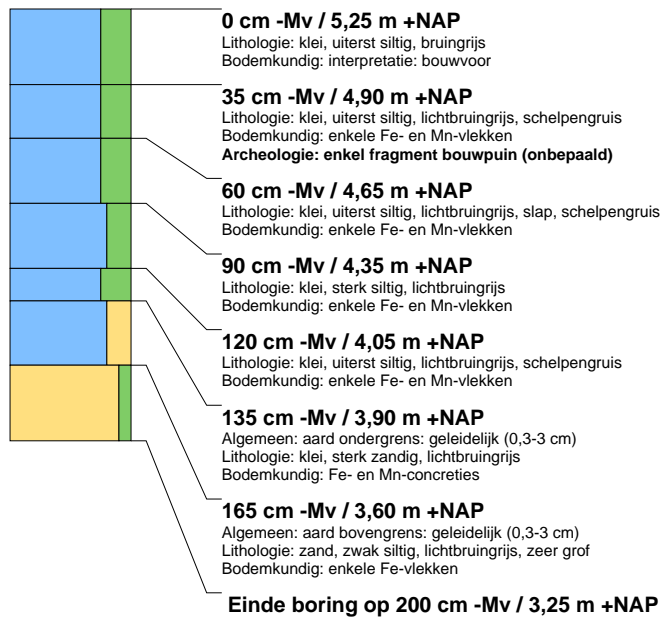 0 cm -Mv / 5,25 m +NAP
Lithologie: klei, uiterst siltig, bruingrijs
Bodemkundig: interpretatie: bouwvoor
35 cm -Mv / 4,90 m +NAP
Lithologie: klei, uiterst siltig, lichtbruingrijs, schelpengruis
Bodemkundig: enkele Fe- en Mn-vlekken
Archeologie: enkel fragment bouwpuin (onbepaald)
60 cm -Mv / 4,65 m +NAP
Lithologie: klei, uiterst siltig, lichtbruingrijs, slap, schelpengruis
Bodemkundig: enkele Fe- en Mn-vlekken
90 cm -Mv / 4,35 m +NAP
Lithologie: klei, sterk siltig, lichtbruingrijs
Bodemkundig: enkele Fe- en Mn-vlekken
120 cm -Mv / 4,05 m +NAP
Lithologie: klei, uiterst siltig, lichtbruingrijs, schelpengruis
Bodemkundig: enkele Fe- en Mn-vlekken
135 cm -Mv / 3,90 m +NAP
Algemeen: aard ondergrens: geleidelijk (0,3-3 cm)
Lithologie: klei, sterk zandig, lichtbruingrijs
Bodemkundig: Fe- en Mn-concreties
165 cm -Mv / 3,60 m +NAP
Algemeen: aard bovengrens: geleidelijk (0,3-3 cm)
Lithologie: zand, zwak siltig, lichtbruingrijs, zeer grof
Bodemkundig: enkele Fe-vlekken
Einde boring op 200 cm -Mv / 3,25 m +NAP